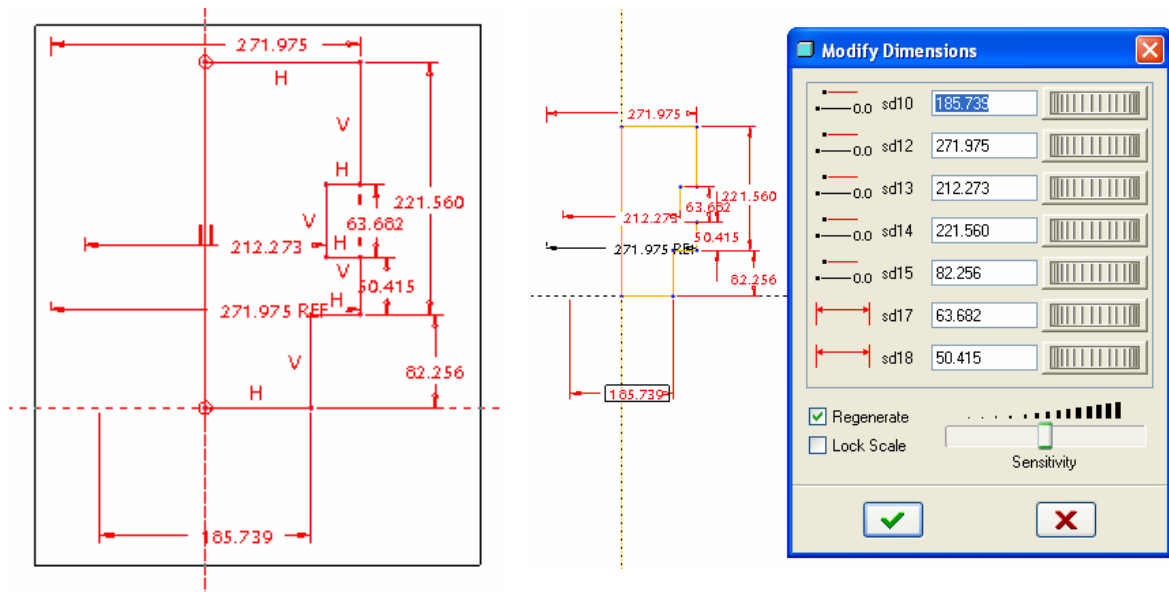 271.975
H
V
H
221.560
63.682
V
212.273
H
V
50.415
271.975 REF
H
V
82.256
H
185.739
271.975
221.560
63.682
212.273
50.415
271.975 REF
82.256
185.739
Modify Dimensions
0.0 sd10 185.739
0.0 sd12 271.975
0.0 sd13 212.273
0.0 sd14 221.560
0.0 sd15 82.256
sd17 63.682
sd18 50.415
Regenerate
Lock Scale
Sensitivity